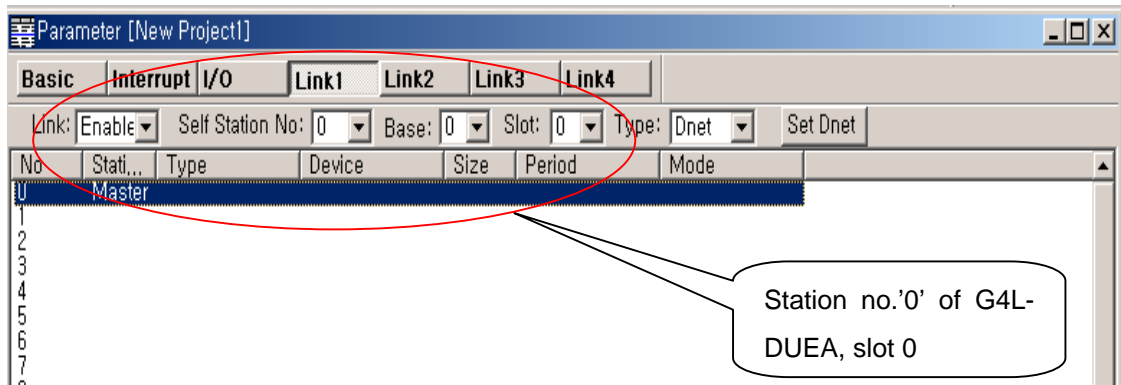 Parameter [New Project1]
Basic Interrupt I/O Link1 Link2 Link3 Link4
Link: Enable Self Station No: 0 Base: 0 Slot: 0 Type: Dnet Set Dnet
No Stati... Type Device Size Period Mode
0 Master
1
2
3
4
5
6
7
Station no.'0' of G4L-
DUEA, slot 0